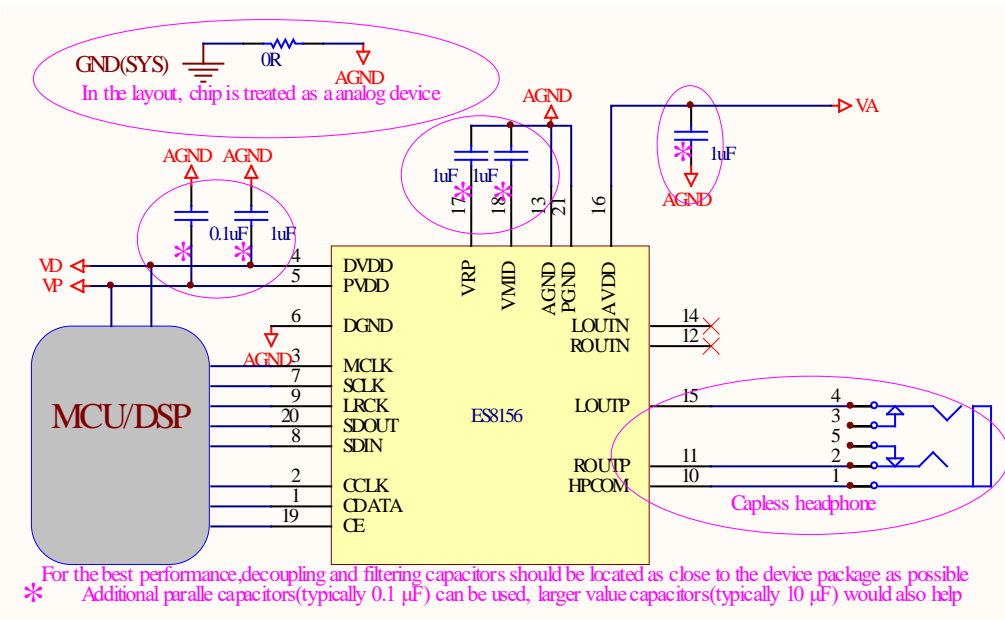 GND(SYS)
0R
AGND
In the layout, chip is treated as a analog device
AGND
VA
1uF
1uF
1uF
AGND
17
18
13
21
16
AGND
AGND
0.1uF
1uF
VD
VP
4
5
6
AGND
3
7
9
20
8
2
1
19
DVDD
PVDD
DGND
MCLK
SCLK
LRCK
SDOUT
SDIN
CCLK
CDATA
CE
VRP
VMID
AGND
PGND
AVDD
LOUTN
ROUTN
LOUTP
ROUTP
HPCOM
ES8156
14
12
15
11
10
4
3
5
2
1
Capless headphone
MCU/DSP
For the best performance,decoupling and filtering capacitors should be located as close to the device package as possible
* Additional paralle capacitors(typically 0.1 μF) can be used, larger value capacitors(typically 10 μF) would also help